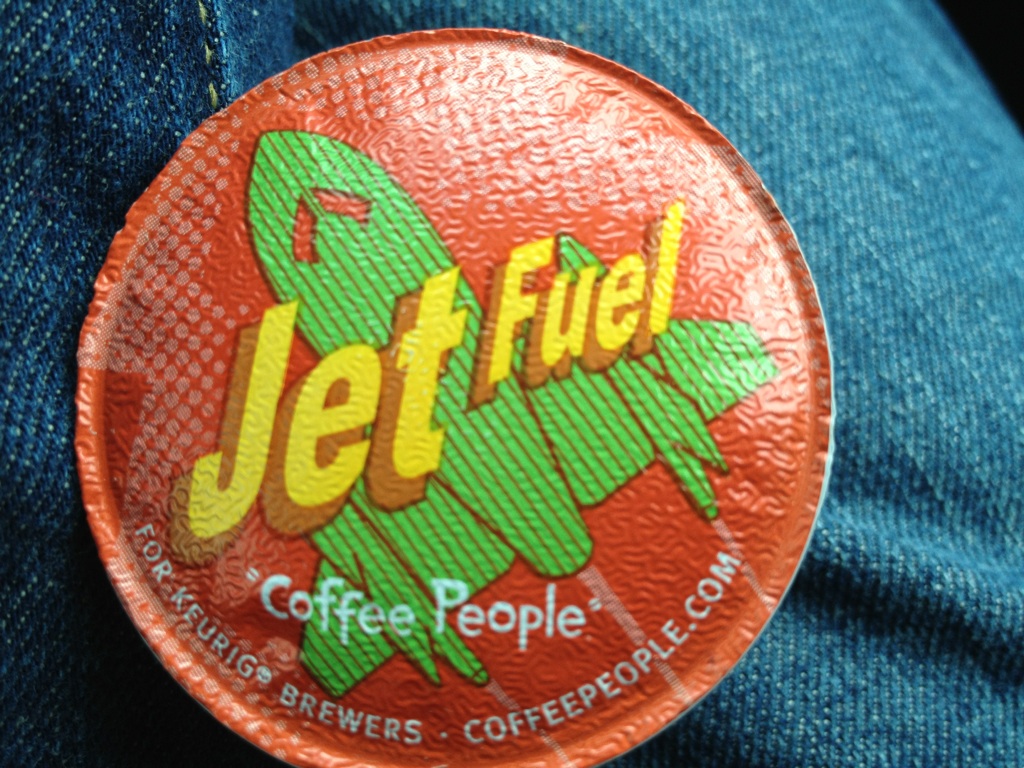 Jet Fuel
"Coffee People"
FOR KEURIG® BREWERS · COFFEEPEOPLE.COM